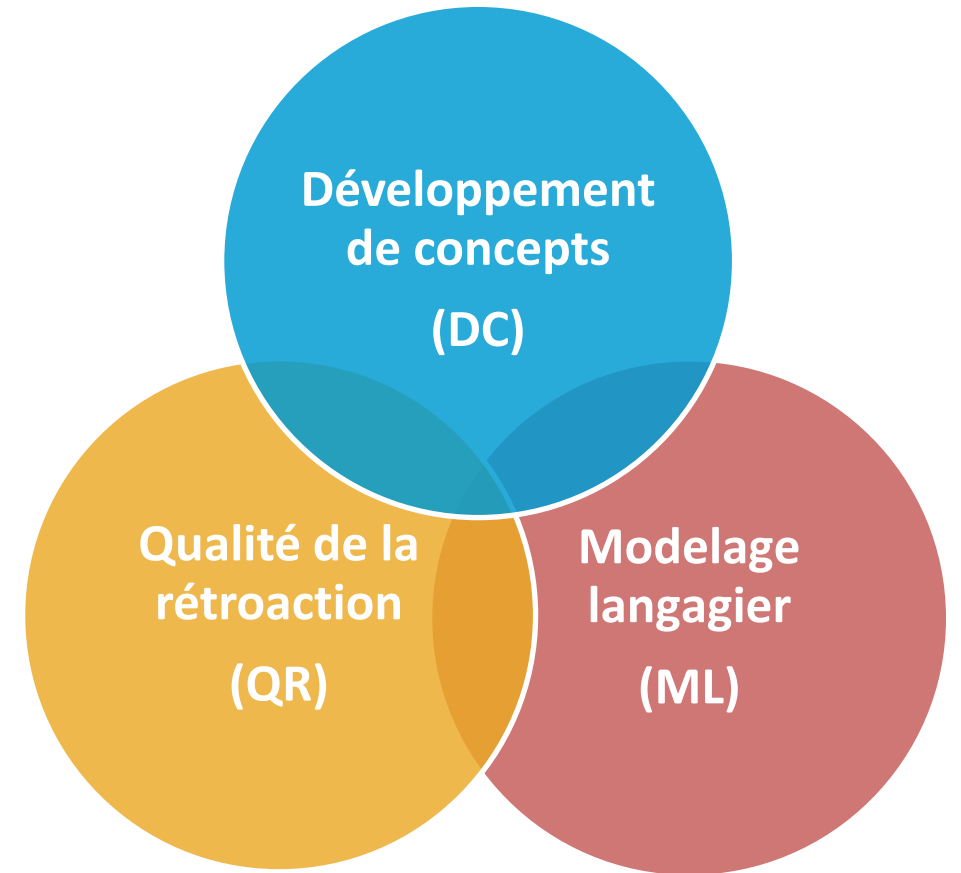 Développement
de concepts
(DC)
Qualité de la
rétroaction
(QR)
Modelage
langagier
(ML)